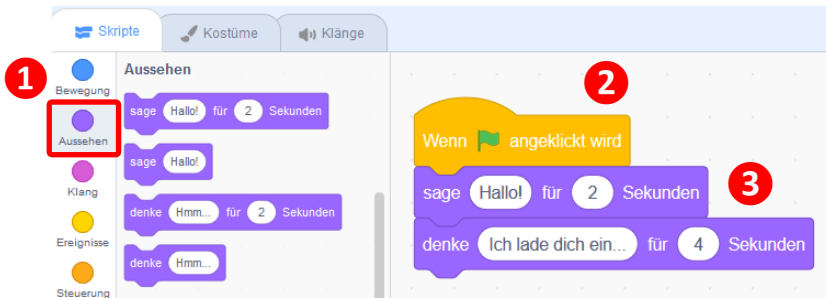 Skripte Kostüme Klänge
1
Bewegung
Aussehen
Klang
Ereignisse
Steuerung
Aussehen
sage Hallo! für 2 Sekunden
sage Hallo!
denke Hmm... für 2 Sekunden
denke Hmm...
2
Wenn angeklickt wird
sage Hallo! für 2 Sekunden
3
denke Ich lade dich ein... für 4 Sekunden